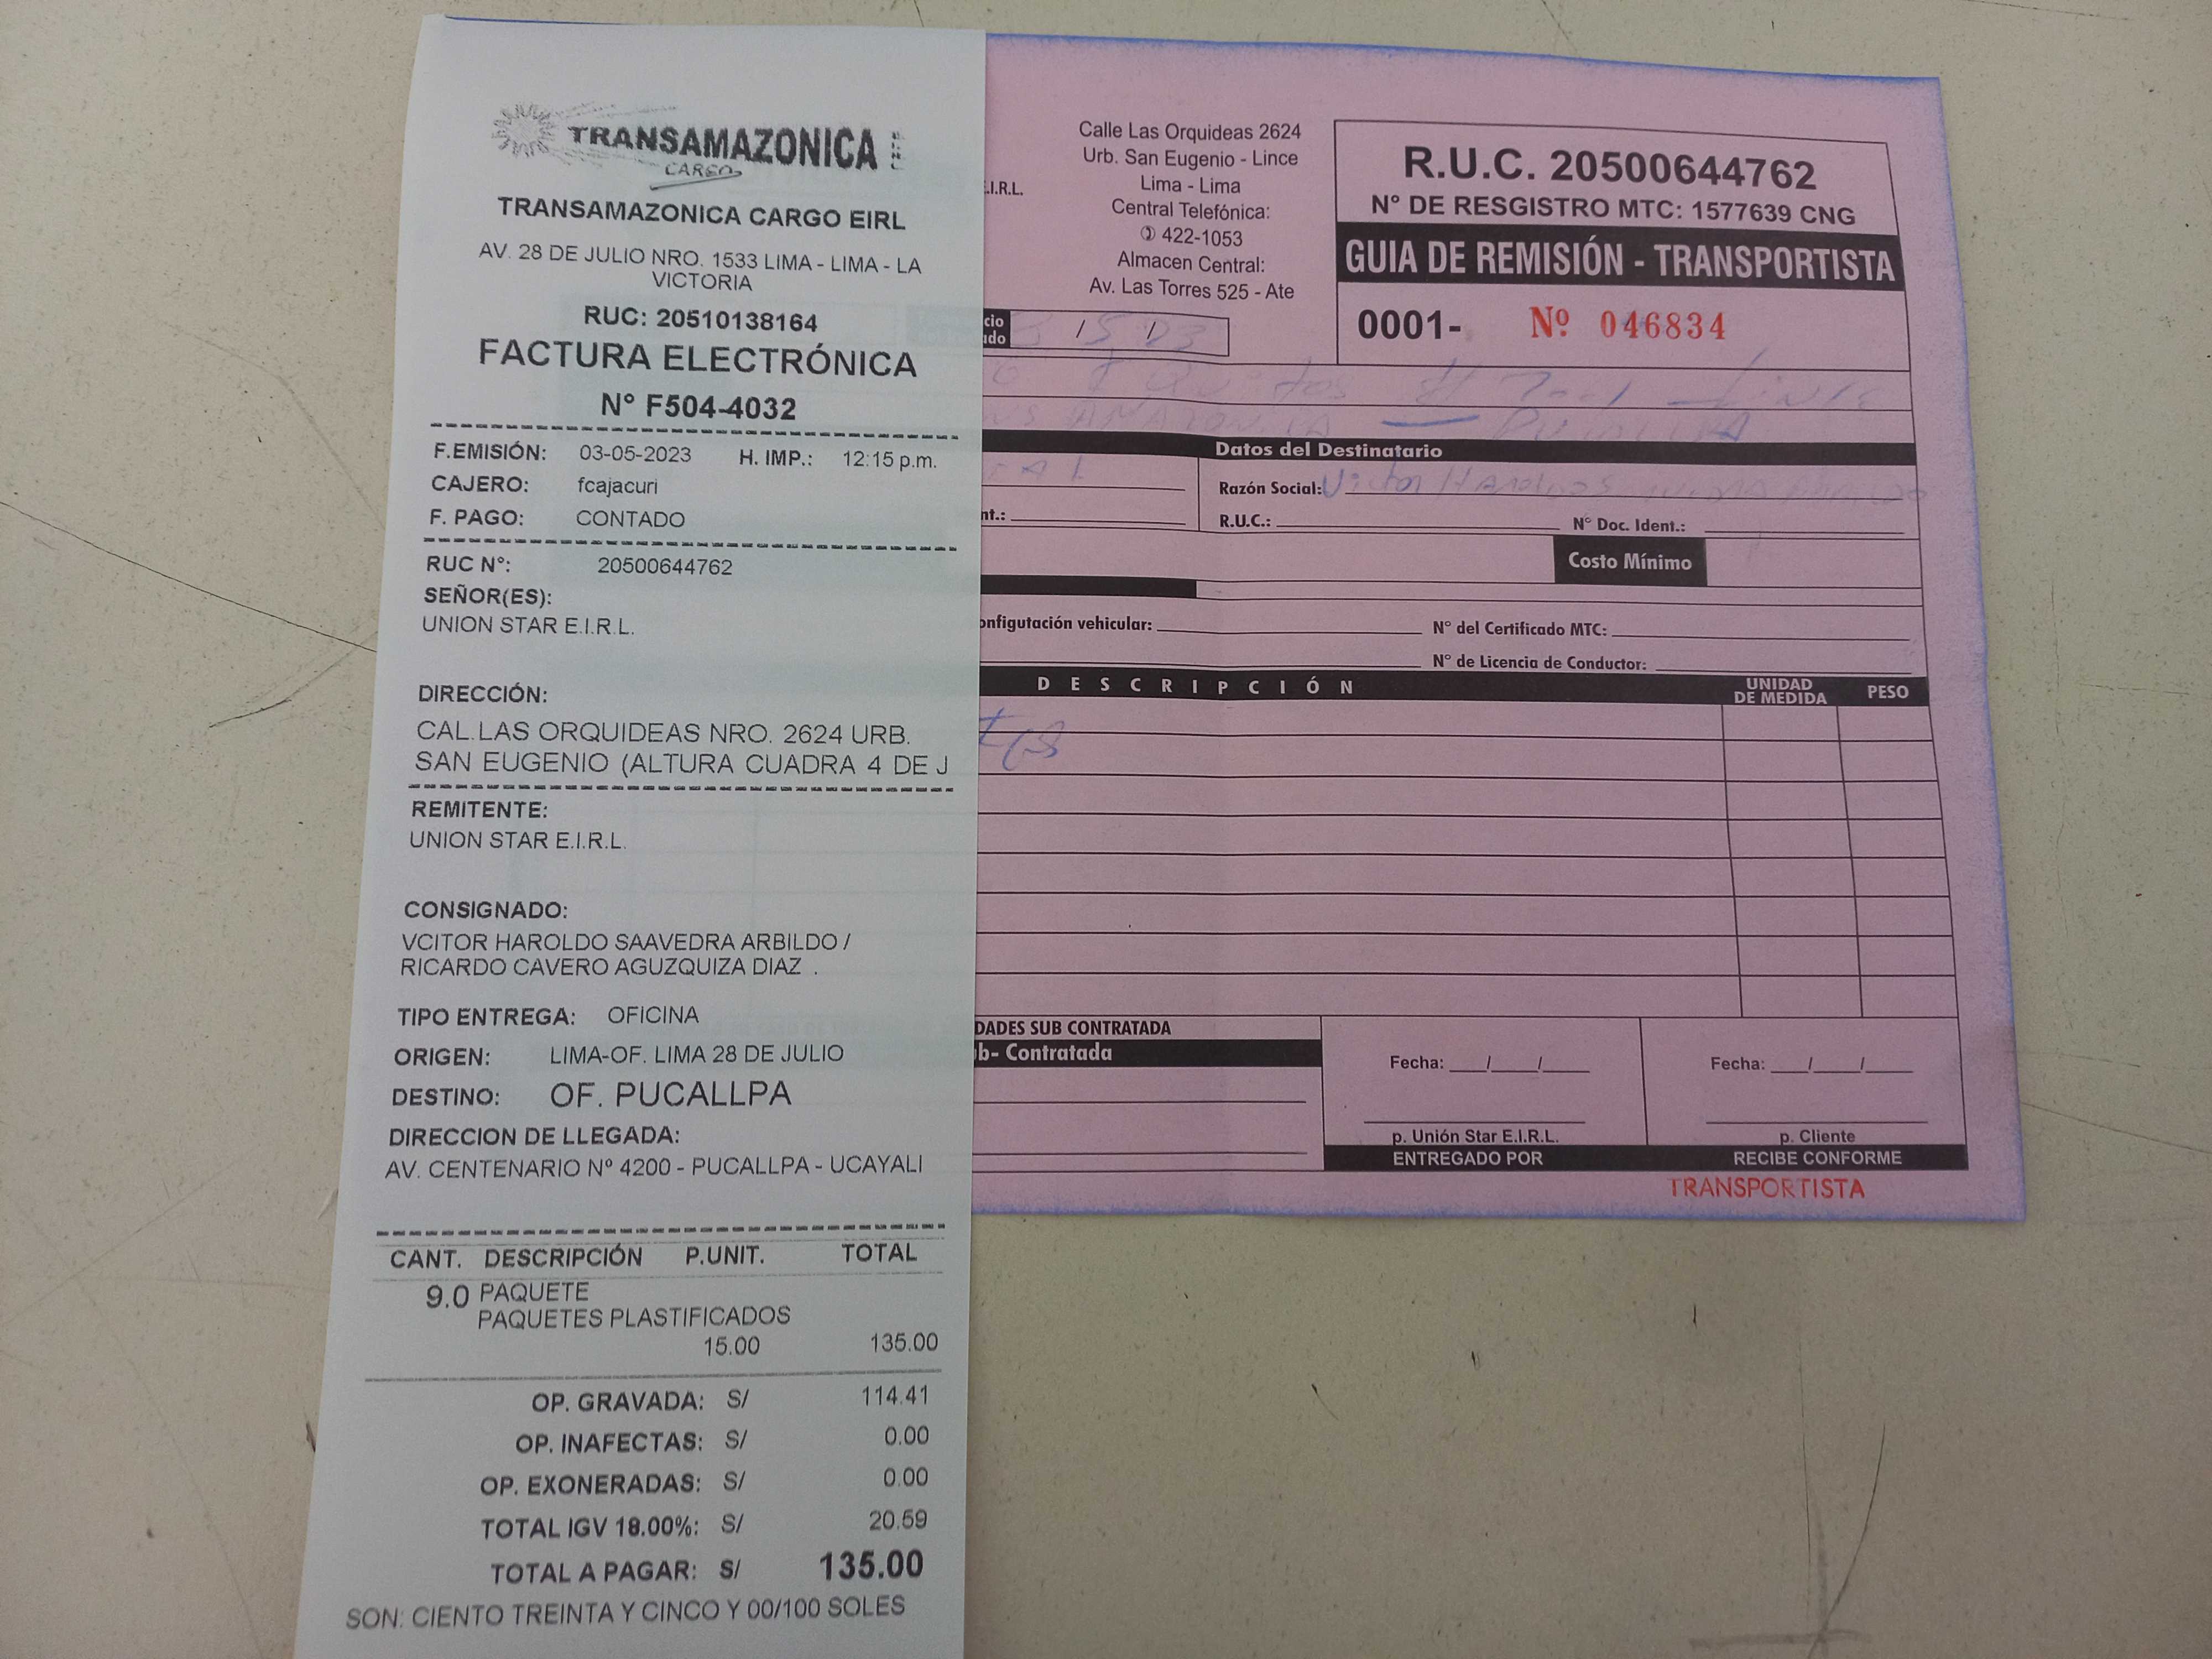 TRANSAMAZONICA
CARGO
TRANSAMAZONICA CARGO EIRL
AV. 28 DE JULIO NRO. 1533 LIMA - LIMA - LA
VICTORIA
RUC: 20510138164
FACTURA ELECTRÓNICA
N° F504-4032
F.EMISIÓN: 03-05-2023 H. IMP.: 12:15 p.m.
CAJERO: fcajacuri
F. PAGO: CONTADO
RUC N°: 20500644762
SEÑOR(ES):
UNION STAR E.I.R.L.
DIRECCIÓN:
CAL.LAS ORQUIDEAS NRO. 2624 URB.
SAN EUGENIO (ALTURA CUADRA 4 DE J
REMITENTE:
UNION STAR E.I.R.L.
CONSIGNADO:
VCITOR HAROLDO SAAVEDRA ARBILDO /
RICARDO CAVERO AGUZQUIZA DIAZ .
TIPO ENTREGA: OFICINA
ORIGEN: LIMA-OF. LIMA 28 DE JULIO
DESTINO: OF. PUCALLPA
DIRECCION DE LLEGADA:
AV. CENTENARIO Nº 4200 - PUCALLPA - UCAYALI
CANT. DESCRIPCIÓN P.UNIT. TOTAL
9.0 PAQUETE
PAQUETES PLASTIFICADOS
15.00 135.00
OP. GRAVADA: S/ 114.41
OP. INAFECTAS: S/ 0.00
OP. EXONERADAS: S/ 0.00
TOTAL IGV 18.00%: S/ 20.59
TOTAL A PAGAR: S/ 135.00
SON: CIENTO TREINTA Y CINCO Y 00/100 SOLES
.I.R.L.
Calle Las Orquideas 2624
Urb. San Eugenio - Lince
Lima - Lima
Central Telefónica:
422-1053
Almacen Central:
Av. Las Torres 525 - Ate
R.U.C. 20500644762
N° DE RESGISTRO MTC: 1577639 CNG
GUIA DE REMISIÓN - TRANSPORTISTA
0001- Nº 046834
cio
do / /
Datos del Destinatario
Razón Social: Victor
nt.: R.U.C.: N° Doc. Ident.:
Costo Mínimo
onfigutación vehicular: N° del Certificado MTC:
N° de Licencia de Conductor:
DESCRIPCIÓN UNIDAD DE MEDIDA PESO
DADES SUB CONTRATADA
b- Contratada
Fecha: / / Fecha: / /
p. Unión Star E.I.R.L. p. Cliente
ENTREGADO POR RECIBE CONFORME
TRANSPORTISTA